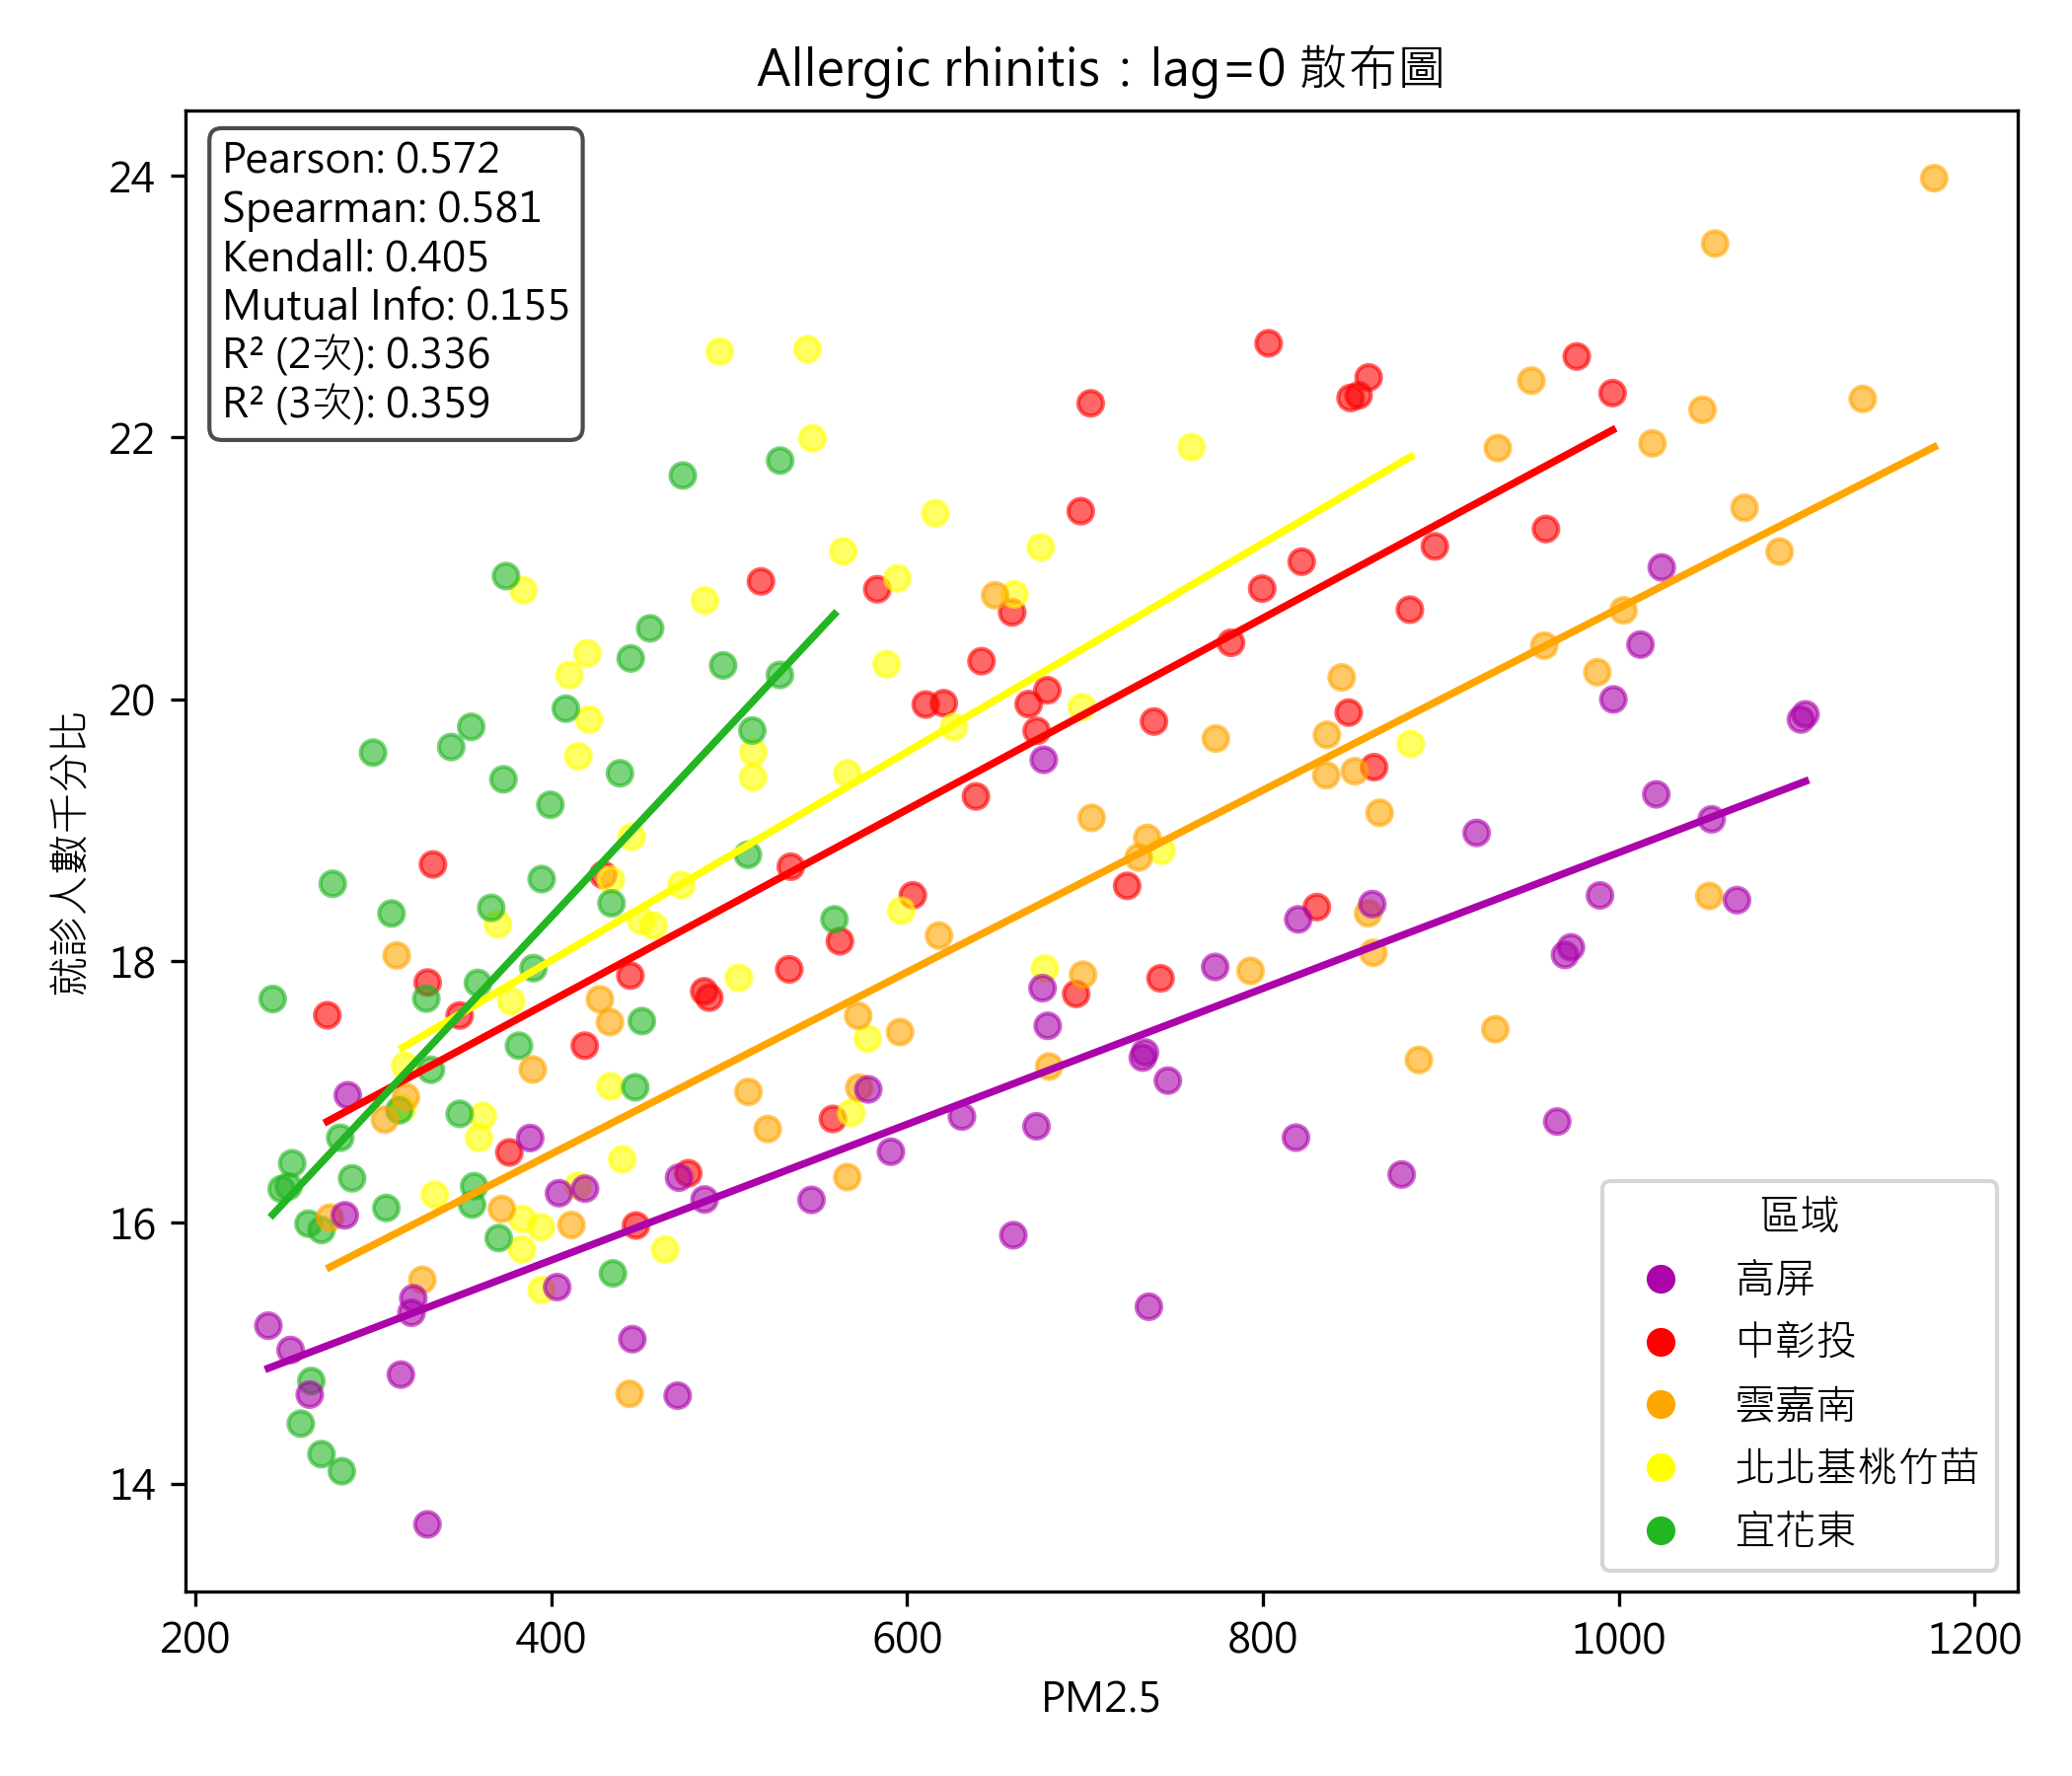 Allergic rhinitis：lag=0 散布圖
Pearson: 0.572
Spearman: 0.581
Kendall: 0.405
Mutual Info: 0.155
R² (2次): 0.336
R² (3次): 0.359
就診人數千分比
24
22
20
18
16
14
區域
高屏
中彰投
雲嘉南
北北基桃竹苗
宜花東
200
400
600
800
1000
1200
PM2.5